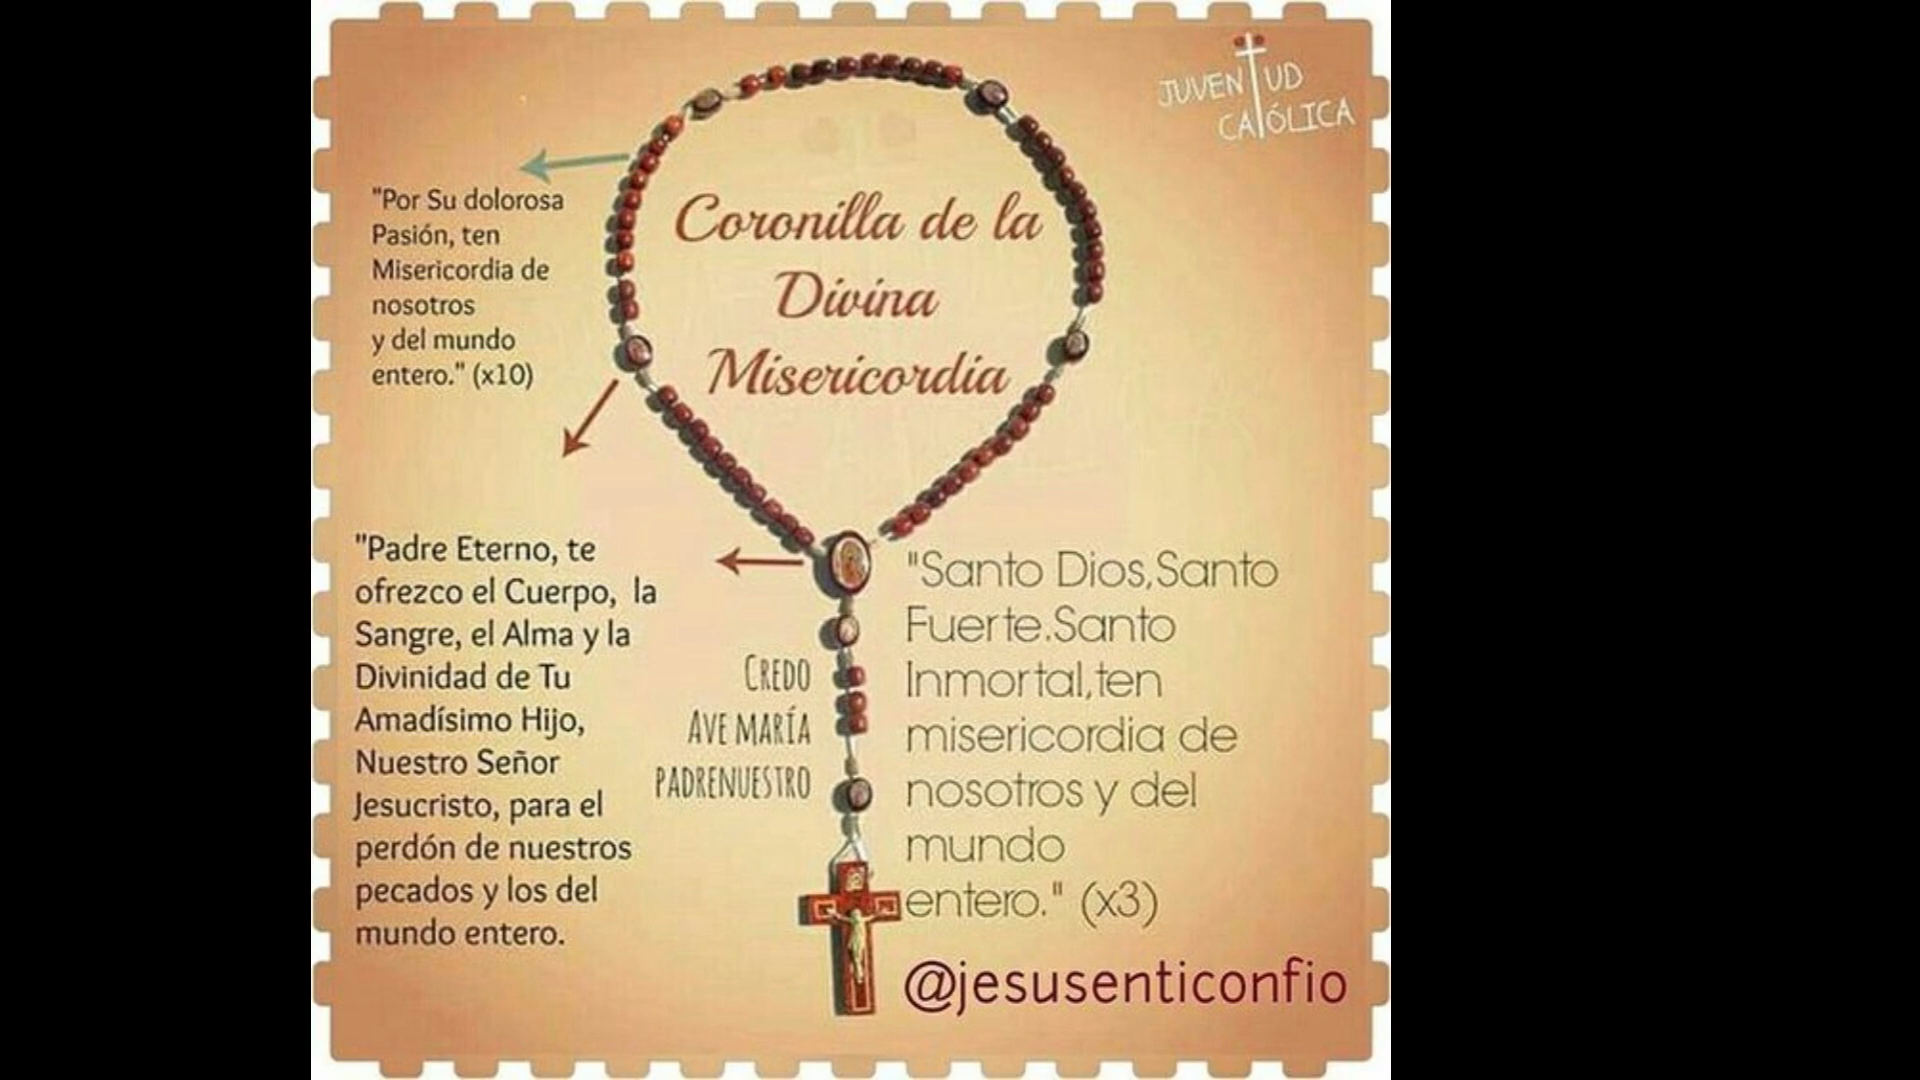 JUVENTUD
CATÓLICA
"Por Su dolorosa
Pasión, ten
Misericordia de
nosotros
y del mundo
entero." (x10)
Coronilla de la
Divina
Misericordia
"Padre Eterno, te
ofrezco el Cuerpo, la
Sangre, el Alma y la
Divinidad de Tu
Amadísimo Hijo,
Nuestro Señor
Jesucristo, para el
perdón de nuestros
pecados y los del
mundo entero.
CREDO
AVE MARÍA
PADRENUESTRO
"Santo Dios,Santo
Fuerte.Santo
Inmortal,ten
misericordia de
nosotros y del
mundo
entero." (x3)
@jesusenticonfio